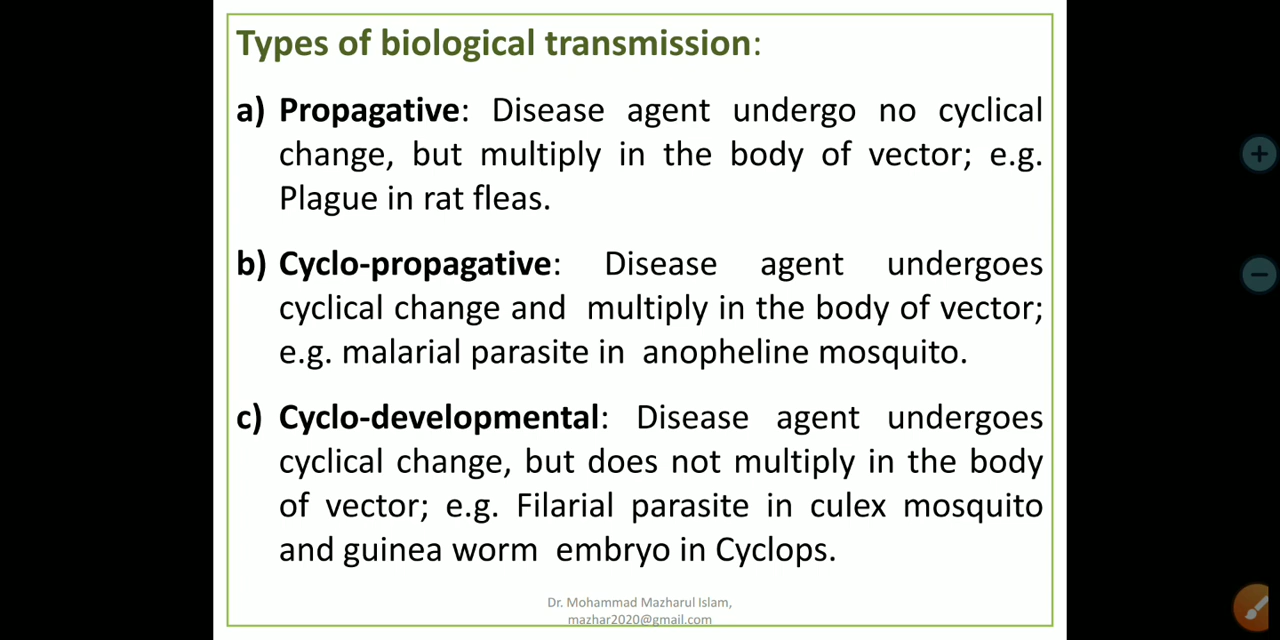 Types of biological transmission:
a) Propagative: Disease agent undergo no cyclical
change, but multiply in the body of vector; e.g.
Plague in rat fleas.
b) Cyclo-propagative: Disease agent undergoes
cyclical change and multiply in the body of vector;
e.g. malarial parasite in anopheline mosquito.
c) Cyclo-developmental: Disease agent undergoes
cyclical change, but does not multiply in the body
of vector; e.g. Filarial parasite in culex mosquito
and guinea worm embryo in Cyclops.
Dr. Mohammad Mazharul Islam,
mazhar2020@gmail.com